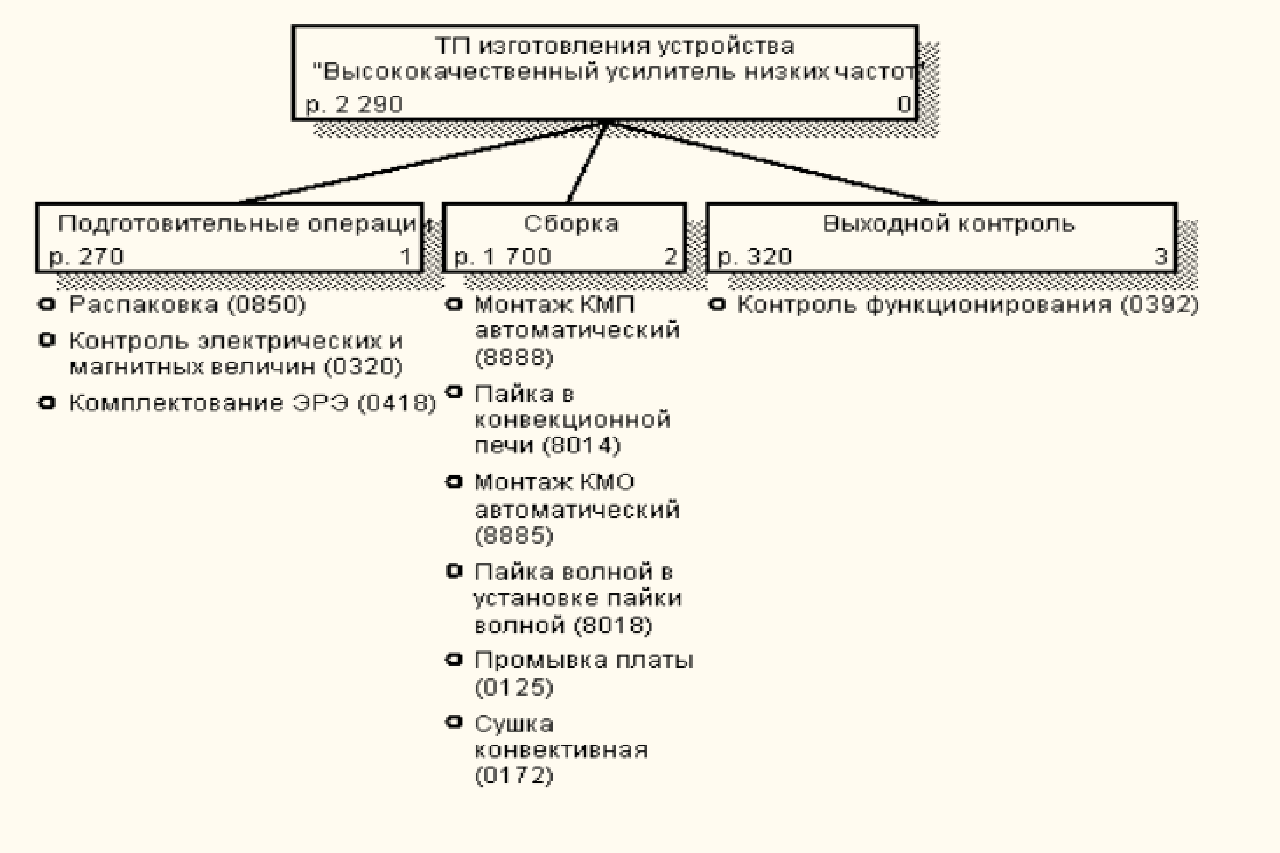 ТП изготовления устройства
"Высококачественный усилитель низких частот"
р. 2 290 0
Подготовительные операци
р. 270 1
Распаковка (0850)
Контроль электрических и
магнитных величин (0320)
Комплектование ЭРЭ (0418)
Сборка
р. 1 700 2
Монтаж КМП
автоматический
(8888)
Пайка в
конвекционной
печи (8014)
Монтаж КМО
автоматический
(8885)
Пайка волной в
установке пайки
волной (8018)
Промывка платы
(0125)
Сушка
конвективная
(0172)
Выходной контроль
р. 320 3
Контроль функционирования (0392)